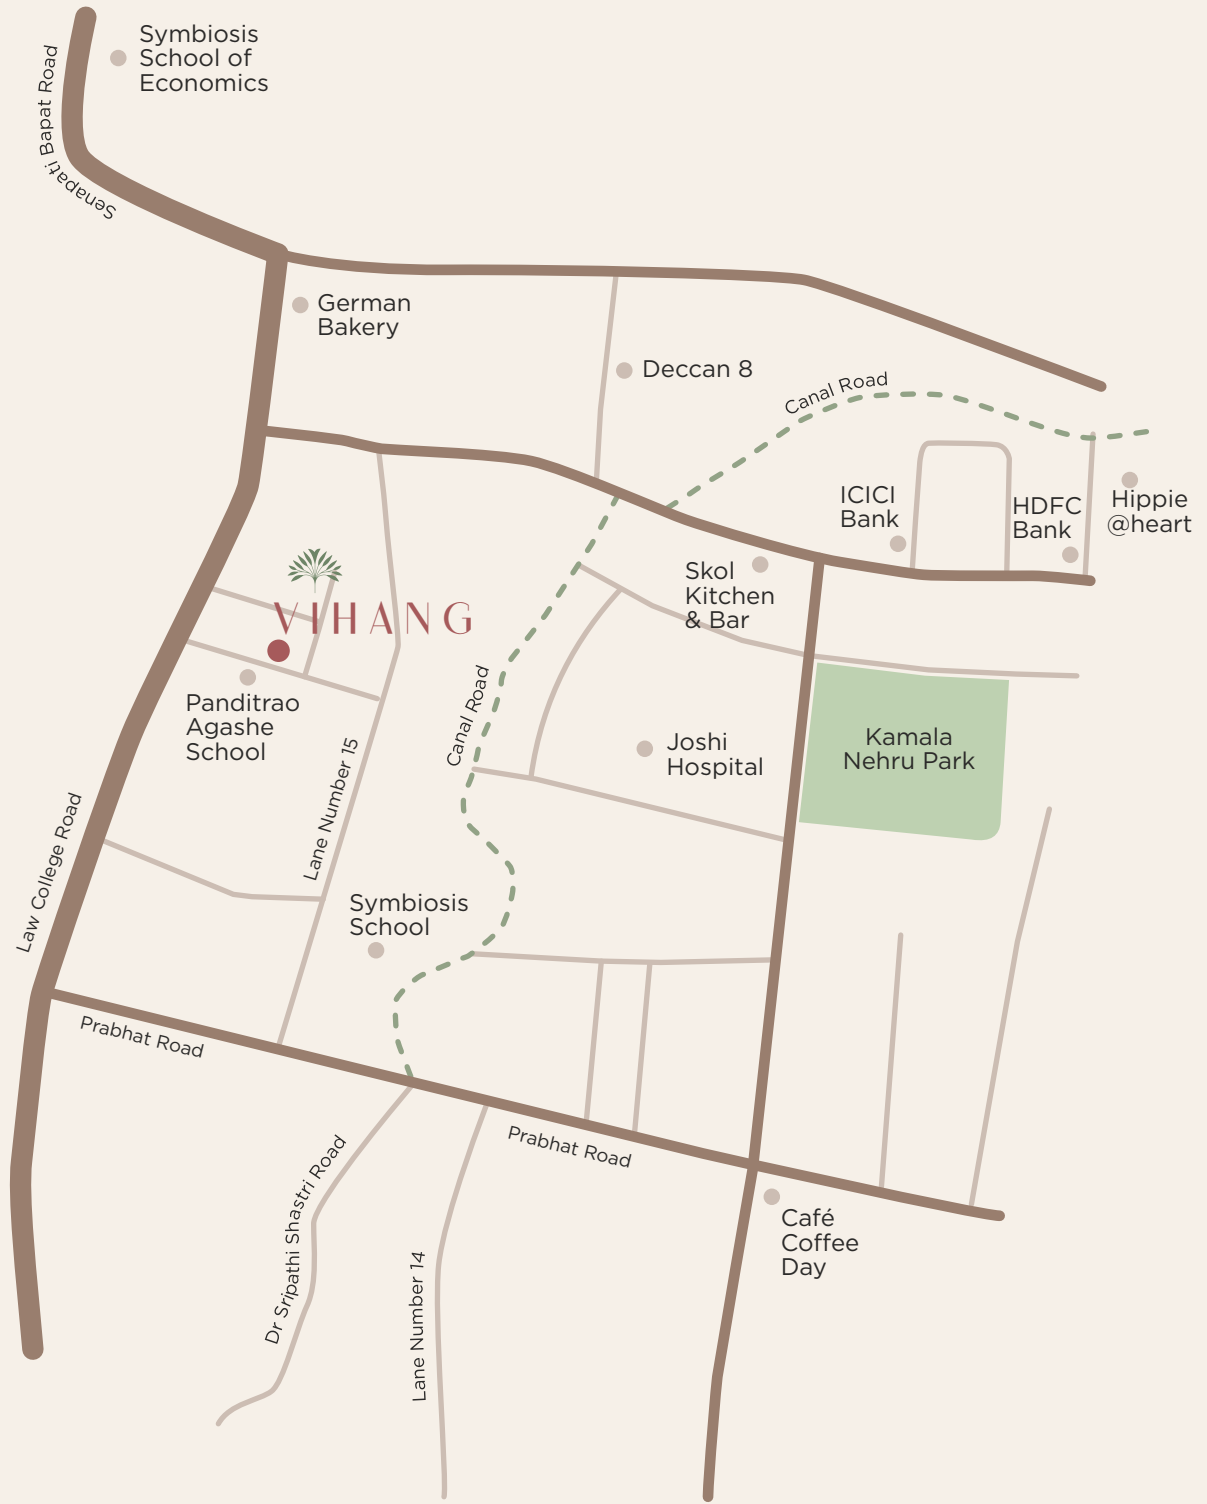 Symbiosis
School of
Economics
Senapati Bapat Road
German
Bakery
Deccan 8
Canal Road
ICICI
Bank
HDFC
Bank
Hippie
@heart
Skol
Kitchen
& Bar
VIHANG
Panditrao
Agashe
School
Canal Road
Joshi
Hospital
Kamala
Nehru Park
Lane Number 15
Law College Road
Symbiosis
School
Prabhat Road
Prabhat Road
Dr Sripathi Shastri Road
Lane Number 14
Café
Coffee
Day